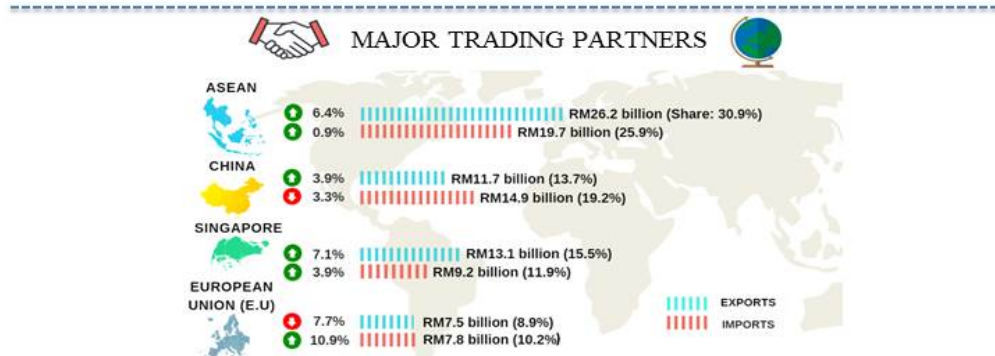 MAJOR TRADING PARTNERS
ASEAN
6.4% RM26.2 billion (Share: 30.9%)
0.9% RM19.7 billion (25.9%)
CHINA
3.9% RM11.7 billion (13.7%)
3.3% RM14.9 billion (19.2%)
SINGAPORE
7.1% RM13.1 billion (15.5%)
3.9% RM9.2 billion (11.9%)
EUROPEAN
UNION (E.U)
7.7% RM7.5 billion (8.9%)
10.9% RM7.8 billion (10.2%)
EXPORTS
IMPORTS